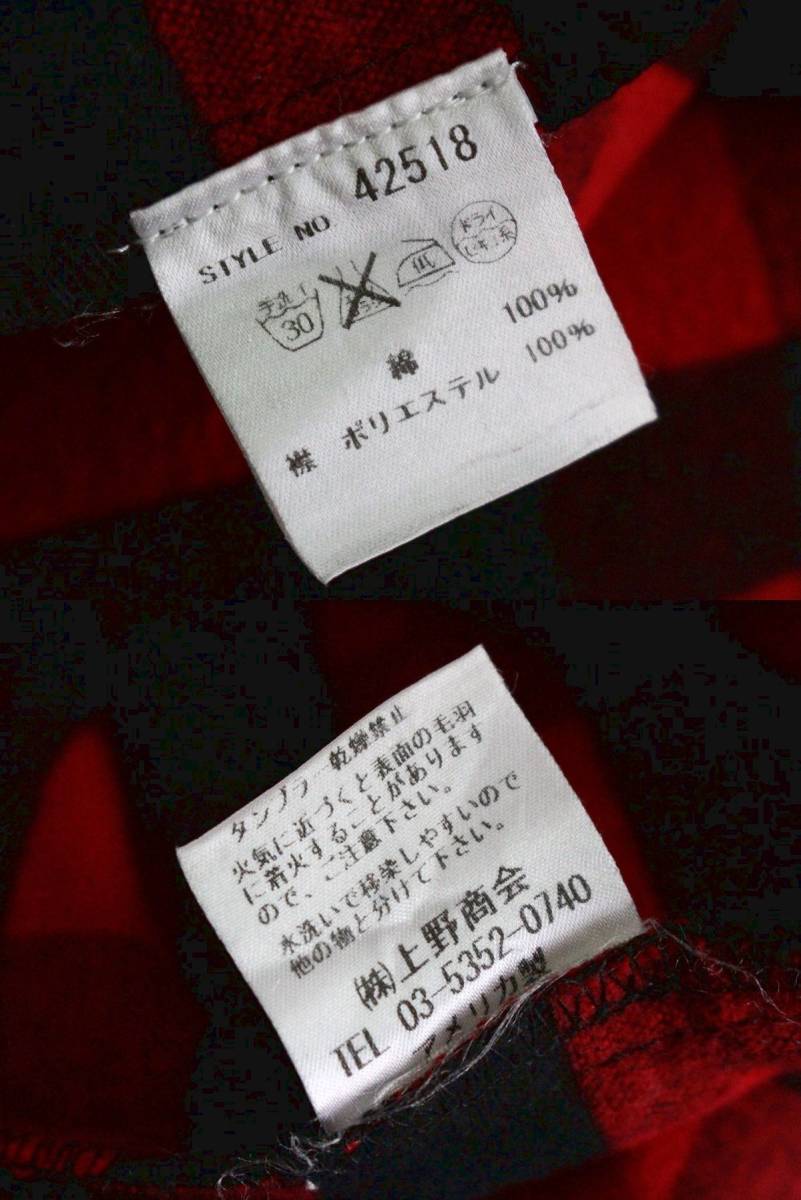 STYLE NO 42518
手洗イ 30
低
ドライ
セキユ系
綿 100%
襟 ポリエステル 100%
タンブラー乾燥禁止
火気に近づくと表面の毛羽
に着火することがあります
ので、ご注意下さい。
水洗いで移染しやすいので
他の物と分けて下さい。
㈱上野商会
TEL 03-5352-0740
アメリカ製